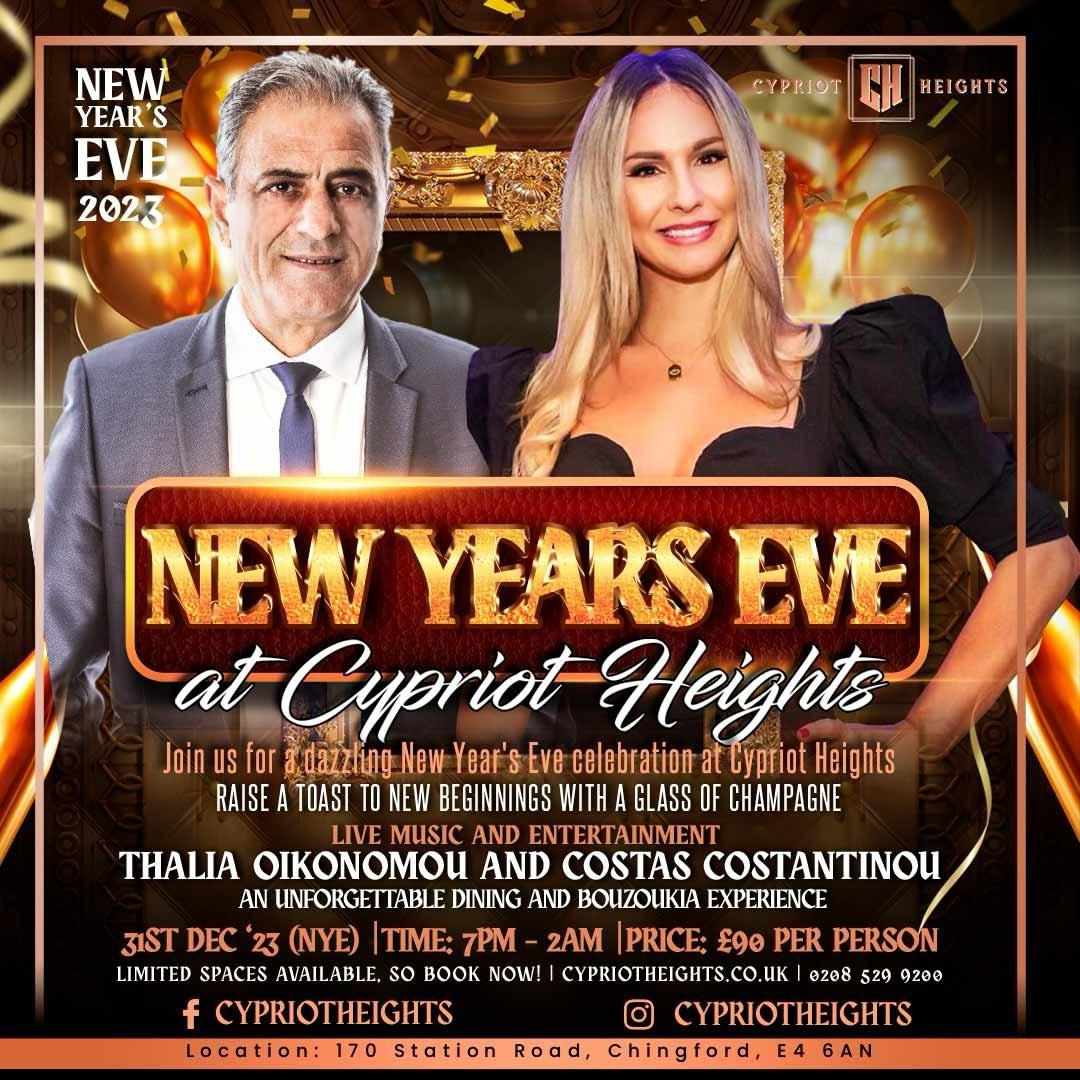 NEW
YEAR'S
EVE
2023
CYPRIOT CH HEIGHTS
NEW YEARS EVE
at Cypriot Heights
Join us for a dazzling New Year's Eve celebration at Cypriot Heights
RAISE A TOAST TO NEW BEGINNINGS WITH A GLASS OF CHAMPAGNE
LIVE MUSIC AND ENTERTAINMENT
THALIA OIKONOMOU AND COSTAS COSTANTINOU
AN UNFORGETTABLE DINING AND BOUZOUKIA EXPERIENCE
31ST DEC '23 (NYE) | TIME: 7PM - 2AM | PRICE: £90 PER PERSON
LIMITED SPACES AVAILABLE, SO BOOK NOW! | CYPRIOTHEIGHTS.CO.UK | 0208 529 9200
CYPRIOTHEIGHTS CYPRIOTHEIGHTS
Location: 170 Station Road, Chingford, E4 6AN